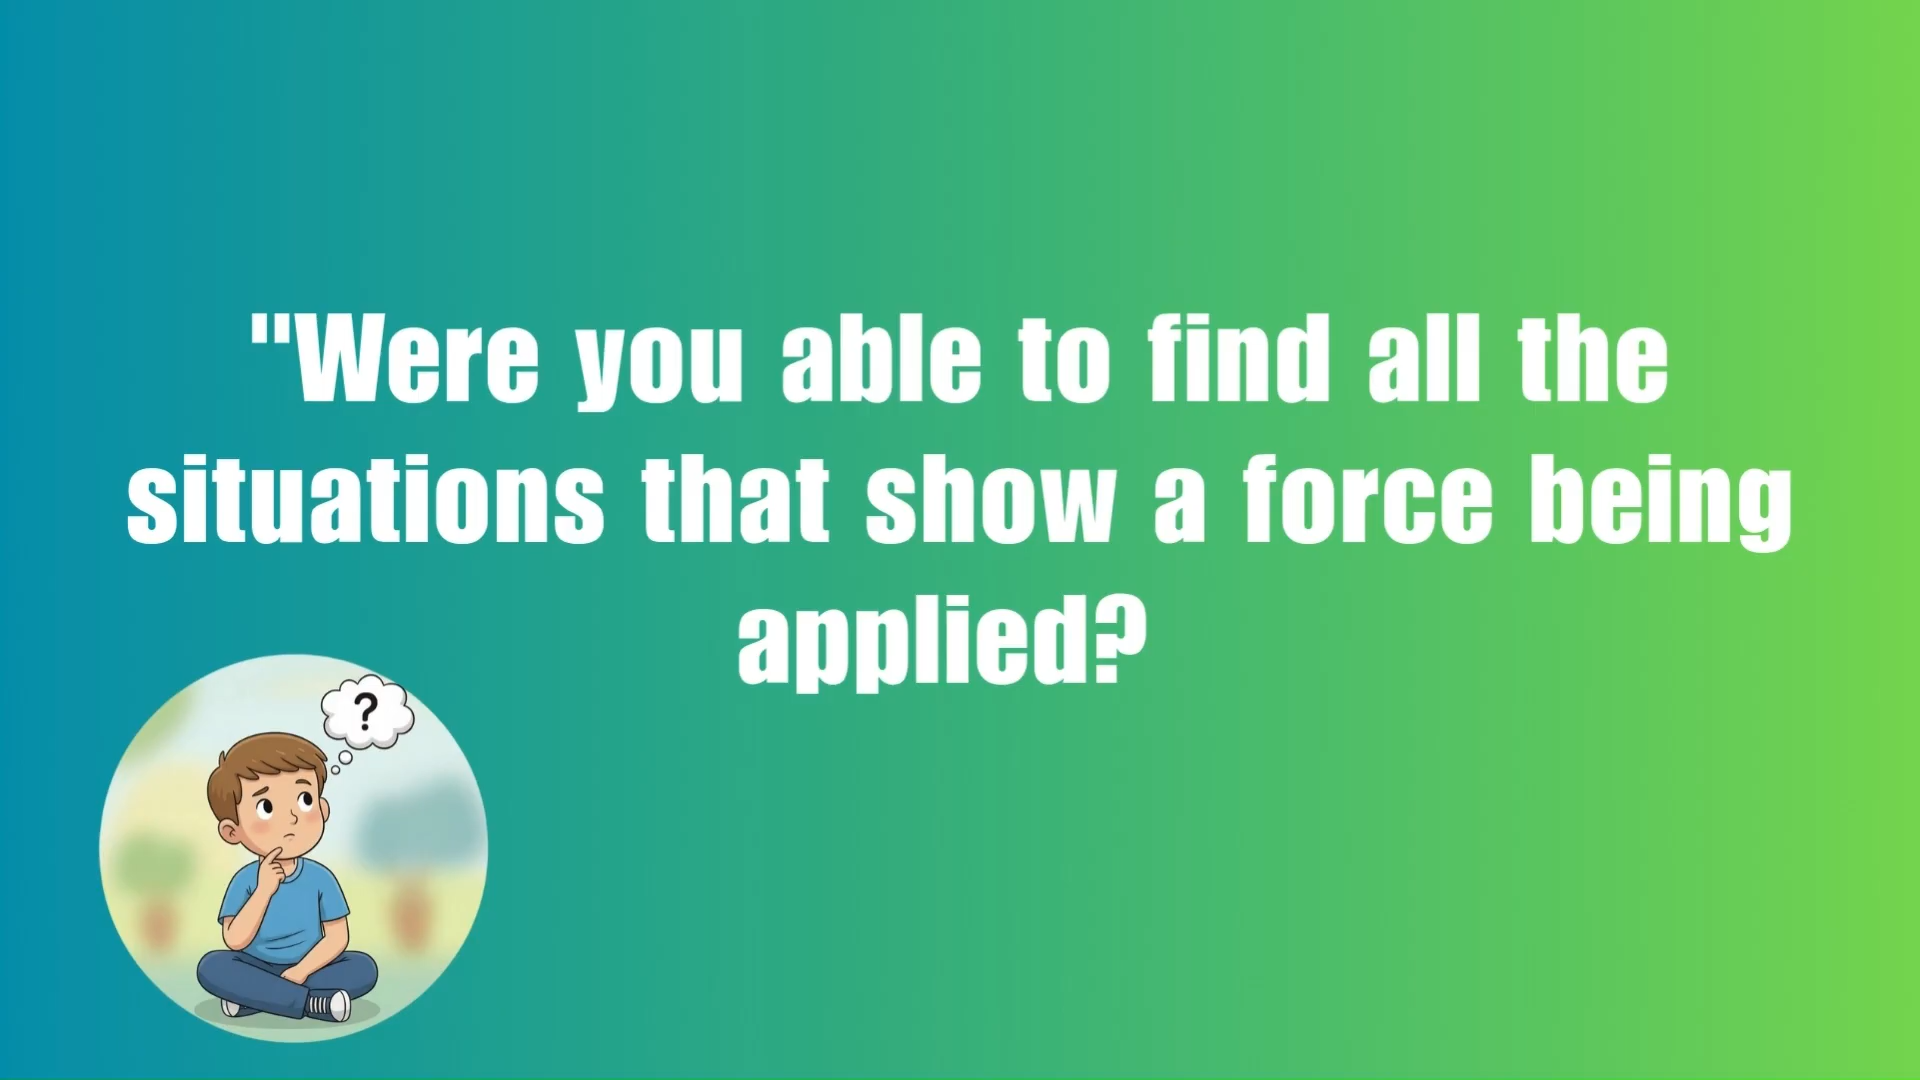 "Were you able to find all the
situations that show a force being
applied?
?